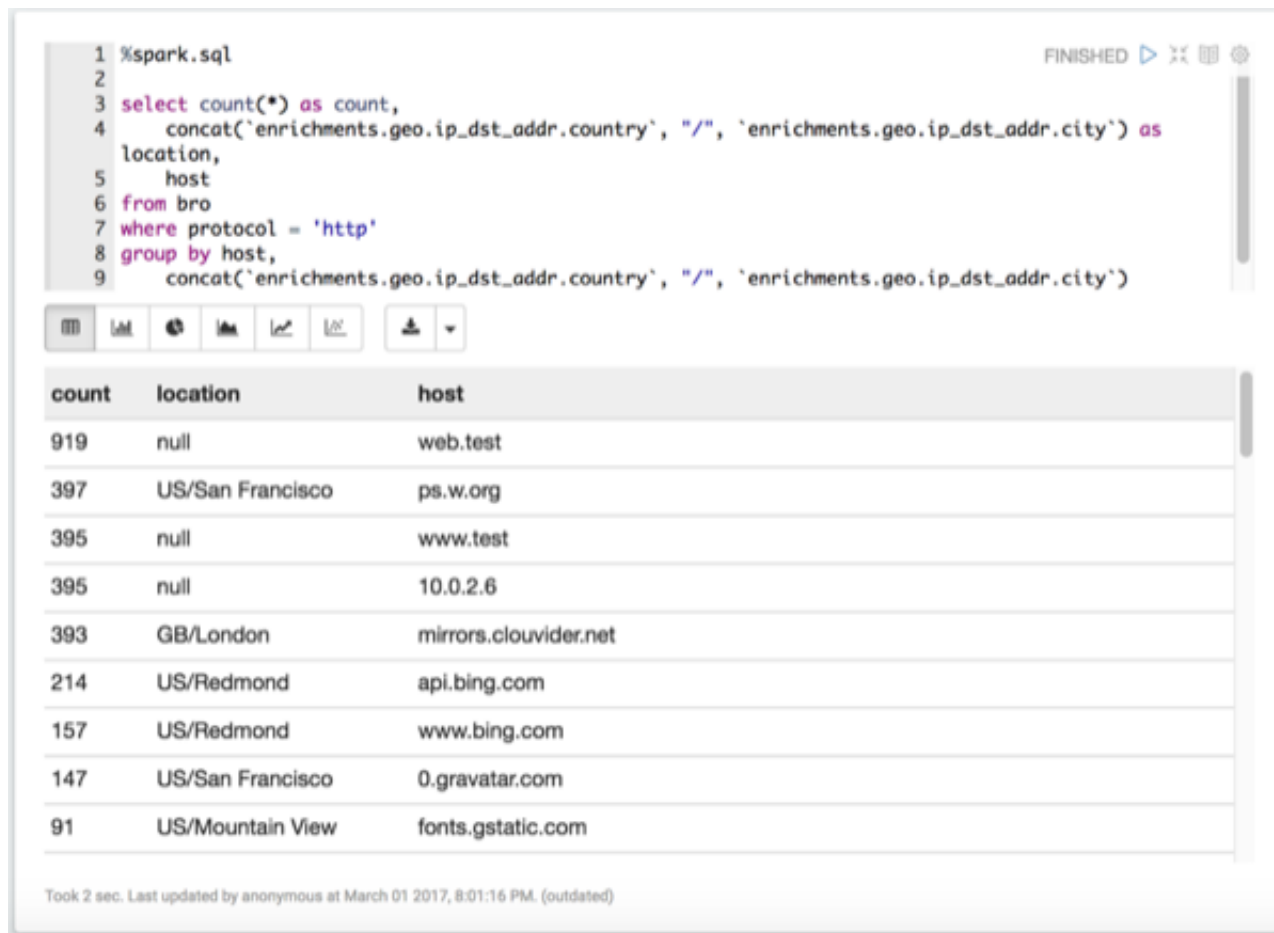 1 %spark.sql
FINISHED
2
3 select count(*) as count,
4 concat(`enrichments.geo.ip_dst_addr.country`, "/", `enrichments.geo.ip_dst_addr.city`) as
location,
5 host
6 from bro
7 where protocol = 'http'
8 group by host,
9 concat(`enrichments.geo.ip_dst_addr.country`, "/", `enrichments.geo.ip_dst_addr.city`)
count location host
919 null web.test
397 US/San Francisco ps.w.org
395 null www.test
395 null 10.0.2.6
393 GB/London mirrors.clouvider.net
214 US/Redmond api.bing.com
157 US/Redmond www.bing.com
147 US/San Francisco 0.gravatar.com
91 US/Mountain View fonts.gstatic.com
Took 2 sec. Last updated by anonymous at March 01 2017, 8:01:16 PM. (outdated)